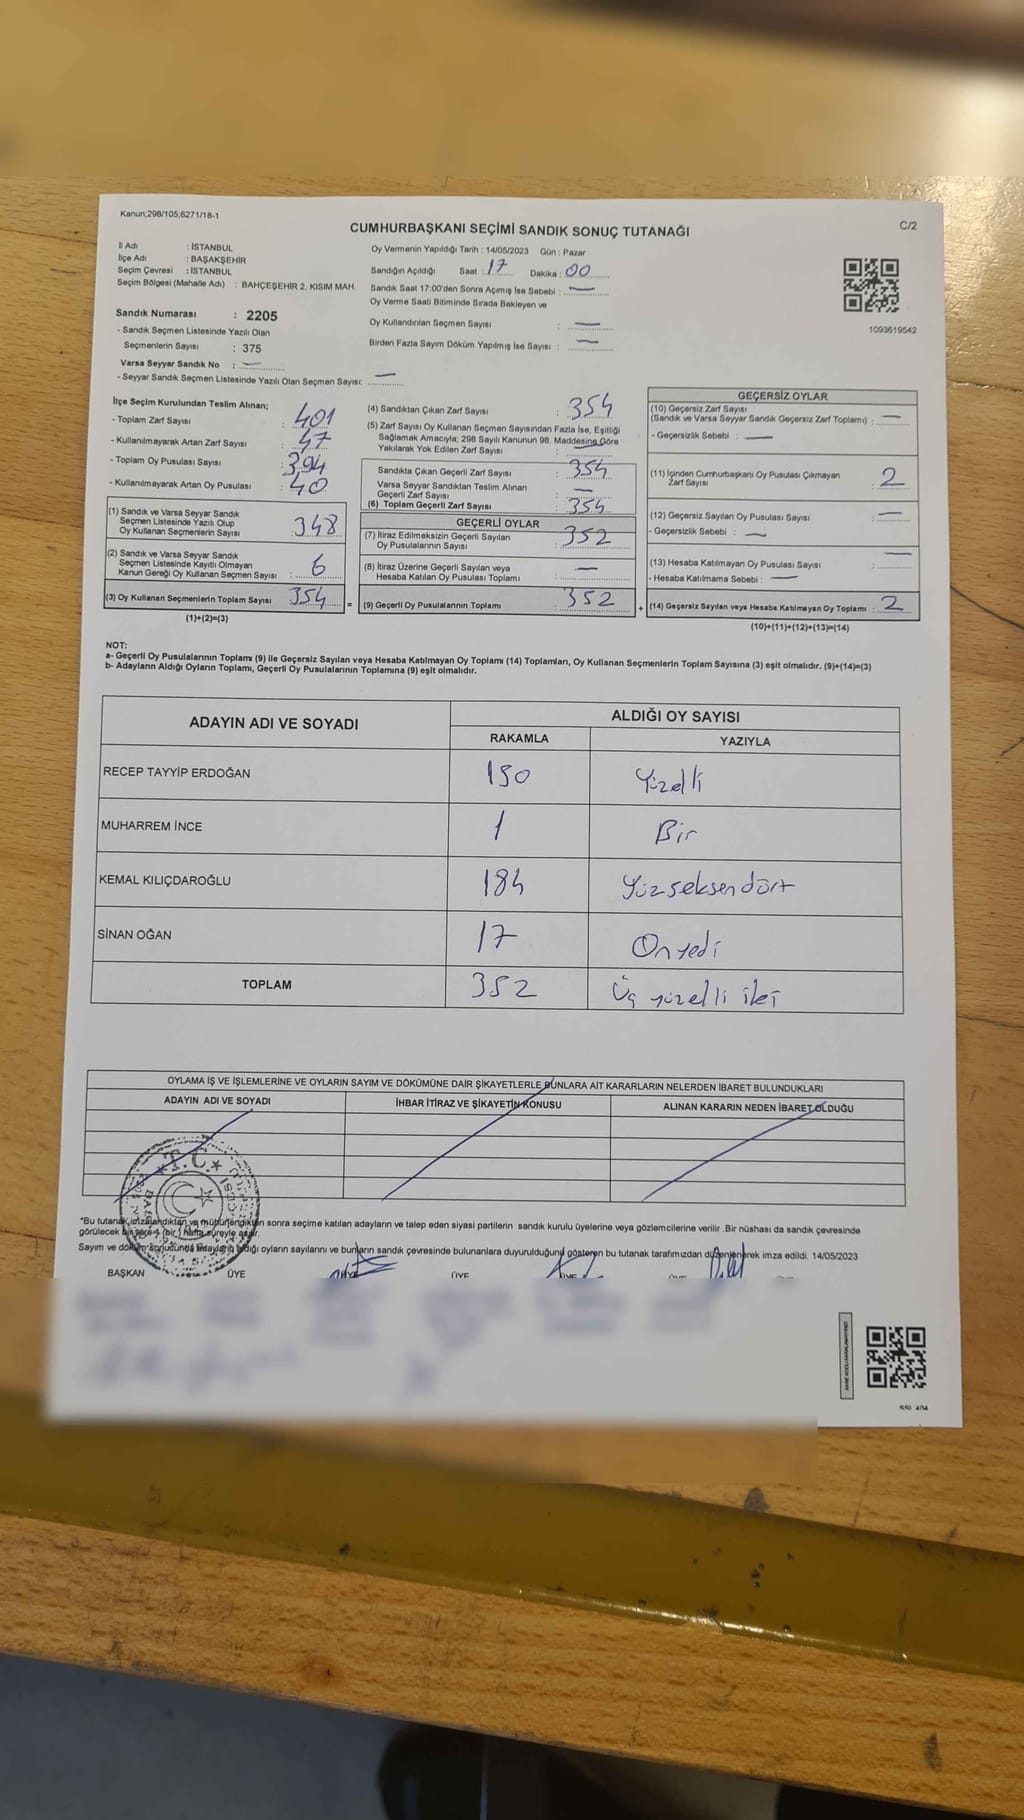 Kanun;298/105;6271/18-1
CUMHURBAŞKANI SEÇİMİ SANDIK SONUÇ TUTANAĞI
C/2
İl Adı : İSTANBUL
İlçe Adı : BAŞAKŞEHİR
Seçim Çevresi : İSTANBUL
Seçim Bölgesi (Mahalle Adı) : BAHÇEŞEHİR 2. KISIM MAH.
Oy Vermenin Yapıldığı Tarih : 14/05/2023 Gün : Pazar
Sandığın Açıldığı Saat : 17 Dakika : 00
Sandık Saat 17:00'den Sonra Açımış İse Sebebi : —
Oy Verme Saati Bitiminde Sırada Bekleyen ve
Oy Kullandırılan Seçmen Sayısı : —
Birden Fazla Sayım Döküm Yapılmış İse Sayısı : —
1093619542
Sandık Numarası : 2205
- Sandık Seçmen Listesinde Yazılı Olan
Seçmenlerin Sayısı : 375
Varsa Seyyar Sandık No : —
- Seyyar Sandık Seçmen Listesinde Yazılı Olan Seçmen Sayısı: —
İlçe Seçim Kurulundan Teslim Alınan;
- Toplam Zarf Sayısı : 401
- Kullanılmayarak Artan Zarf Sayısı : 47
- Toplam Oy Pusulası Sayısı : 394
- Kullanılmayarak Artan Oy Pusulası : 40
(1) Sandık ve Varsa Seyyar Sandık
Seçmen Listesinde Yazılı Olup
Oy Kullanan Seçmenlerin Sayısı : 348
(2) Sandık ve Varsa Seyyar Sandık
Seçmen Listesinde Kayıtlı Olmayan
Kanun Gereği Oy Kullanan Seçmen Sayısı : 6
(3) Oy Kullanan Seçmenlerin Toplam Sayısı : 354 =
(1)+(2)=(3)
(4) Sandıktan Çıkan Zarf Sayısı : 354
(5) Zarf Sayısı Oy Kullanan Seçmen Sayısından Fazla İse, Eşitliği
Sağlamak Amacıyla; 298 Sayılı Kanunun 98. Maddesine Göre
Yakılarak Yok Edilen Zarf Sayısı : —
Sandıkta Çıkan Geçerli Zarf Sayısı : 354
Varsa Seyyar Sandıktan Teslim Alınan
Geçerli Zarf Sayısı : —
(6) Toplam Geçerli Zarf Sayısı : 354
GEÇERLİ OYLAR
(7) İtiraz Edilmeksizin Geçerli Sayılan
Oy Pusulalarının Sayısı : 352
(8) İtiraz Üzerine Geçerli Sayılan veya
Hesaba Katılan Oy Pusulası Toplamı : —
(9) Geçerli Oy Pusulalarının Toplamı : 352 +
GEÇERSİZ OYLAR
(10) Geçersiz Zarf Sayısı
(Sandık ve Varsa Seyyar Sandık Geçersiz Zarf Toplamı) : —
- Geçersizlik Sebebi : —
(11) İçinden Cumhurbaşkanı Oy Pusulası Çıkmayan
Zarf Sayısı : 2
(12) Geçersiz Sayılan Oy Pusulası Sayısı : —
- Geçersizlik Sebebi : —
(13) Hesaba Katılmayan Oy Pusulası Sayısı : —
- Hesaba Katılmama Sebebi : —
(14) Geçersiz Sayılan veya Hesaba Katılmayan Oy Toplamı : 2
(10)+(11)+(12)+(13)=(14)
NOT:
a- Geçerli Oy Pusulalarının Toplamı (9) ile Geçersiz Sayılan veya Hesaba Katılmayan Oy Toplamı (14) Toplamları, Oy Kullanan Seçmenlerin Toplam Sayısına (3) eşit olmalıdır. (9)+(14)=(3)
b- Adayların Aldığı Oyların Toplamı, Geçerli Oy Pusulalarının Toplamına (9) eşit olmalıdır.
ADAYIN ADI VE SOYADI
ALDIĞI OY SAYISI
RAKAMLA YAZIYLA
RECEP TAYYİP ERDOĞAN 150 Yüzelli
MUHARREM İNCE 1 Bir
KEMAL KILIÇDAROĞLU 184 Yüzseksendört
SİNAN OĞAN 17 Onyedi
TOPLAM 352 Üç yüzelli iki
OYLAMA İŞ VE İŞLEMLERİNE VE OYLARIN SAYIM VE DÖKÜMÜNE DAİR ŞİKAYETLERLE BUNLARA AİT KARARLARIN NELERDEN İBARET BULUNDUKLARI
ADAYIN ADI VE SOYADI İHBAR İTİRAZ VE ŞİKAYETİN KONUSU ALINAN KARARIN NEDEN İBARET OLDUĞU
T.C
*Bu tutanak, imzalandıktan ve mühürlendikten sonra seçime katılan adayların ve talep eden siyasi partilerin sandık kurulu üyelerine veya gözlemcilerine verilir. Bir nüshası da sandık çevresinde
görülecek bir yere 1 (bir) hafta süreyle asılır.
Sayım ve döküm sonucunda adayların aldığı oyların sayılarını ve bunların sandık çevresinde bulunanlara duyurulduğunu gösteren bu tutanak tarafımızdan düzenlenerek imza edildi. 14/05/2023
BAŞKAN ÜYE ÜYE ÜYE ÜYE